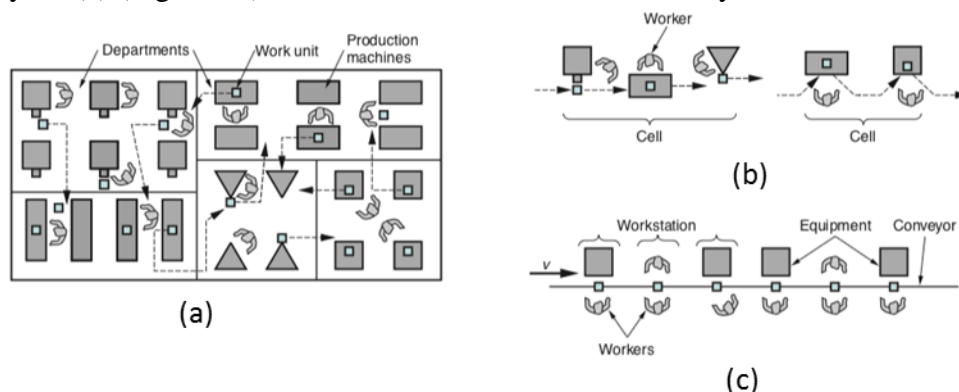 Departments
Work unit
Production
machines
(a)
Worker
Cell
Cell
(b)
Workstation
Equipment
Conveyor
v
Workers
(c)